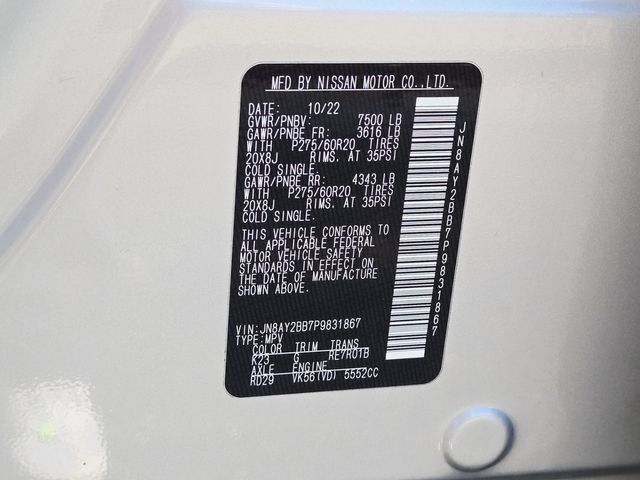 MFD BY NISSAN MOTOR CO.,LTD.
DATE: 10/22
GVWR/PNBV: 7500 LB
GAWR/PNBE FR: 3616 LB
WITH P275/60R20 TIRES
20X8J RIMS. AT 35PSI
COLD SINGLE.
GAWR/PNBE RR: 4343 LB
WITH P275/60R20 TIRES
20X8J RIMS. AT 35PSI
COLD SINGLE.
THIS VEHICLE CONFORMS TO
ALL APPLICABLE FEDERAL
MOTOR VEHICLE SAFETY
STANDARDS IN EFFECT ON
THE DATE OF MANUFACTURE
SHOWN ABOVE.
VIN:JN8AY2BB7P9831867
TYPE:MPV
COLOR TRIM TRANS
K23 G RE7R01B
AXLE ENGINE
RD29 VK56(VD) 5552CC
JN8AY2BB7P9831867